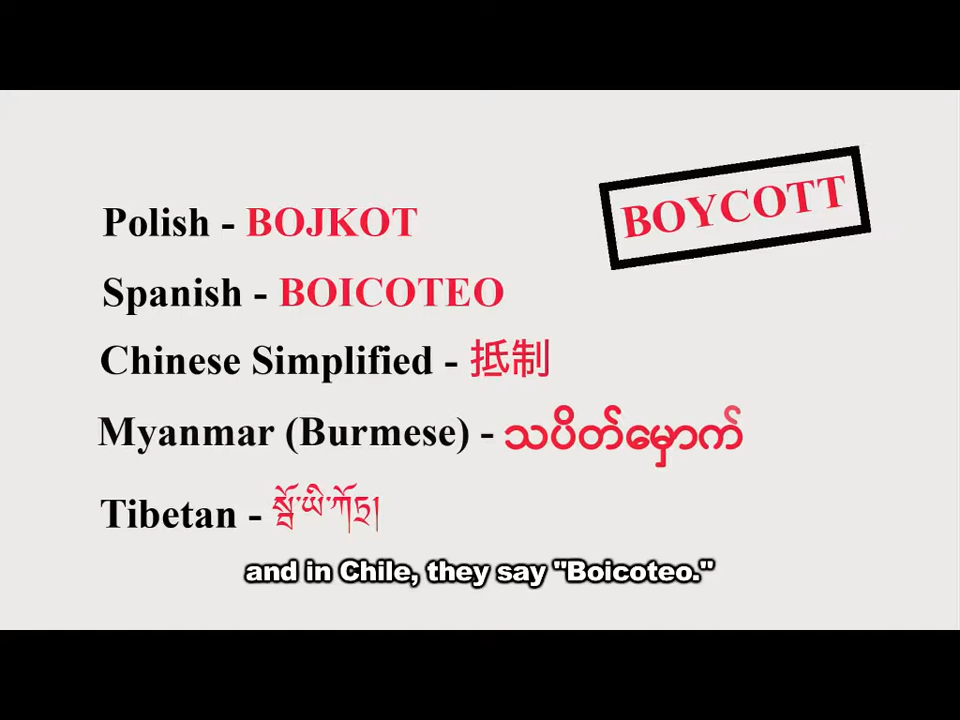 BOYCOTT
Polish - BOJKOT
Spanish - BOICOTEO
Chinese Simplified - 抵制
Myanmar (Burmese) - သပိတ်မှောက်
Tibetan - སྦོ་ཡི་ཀོཊ།
and in Chile, they say "Boicoteo."